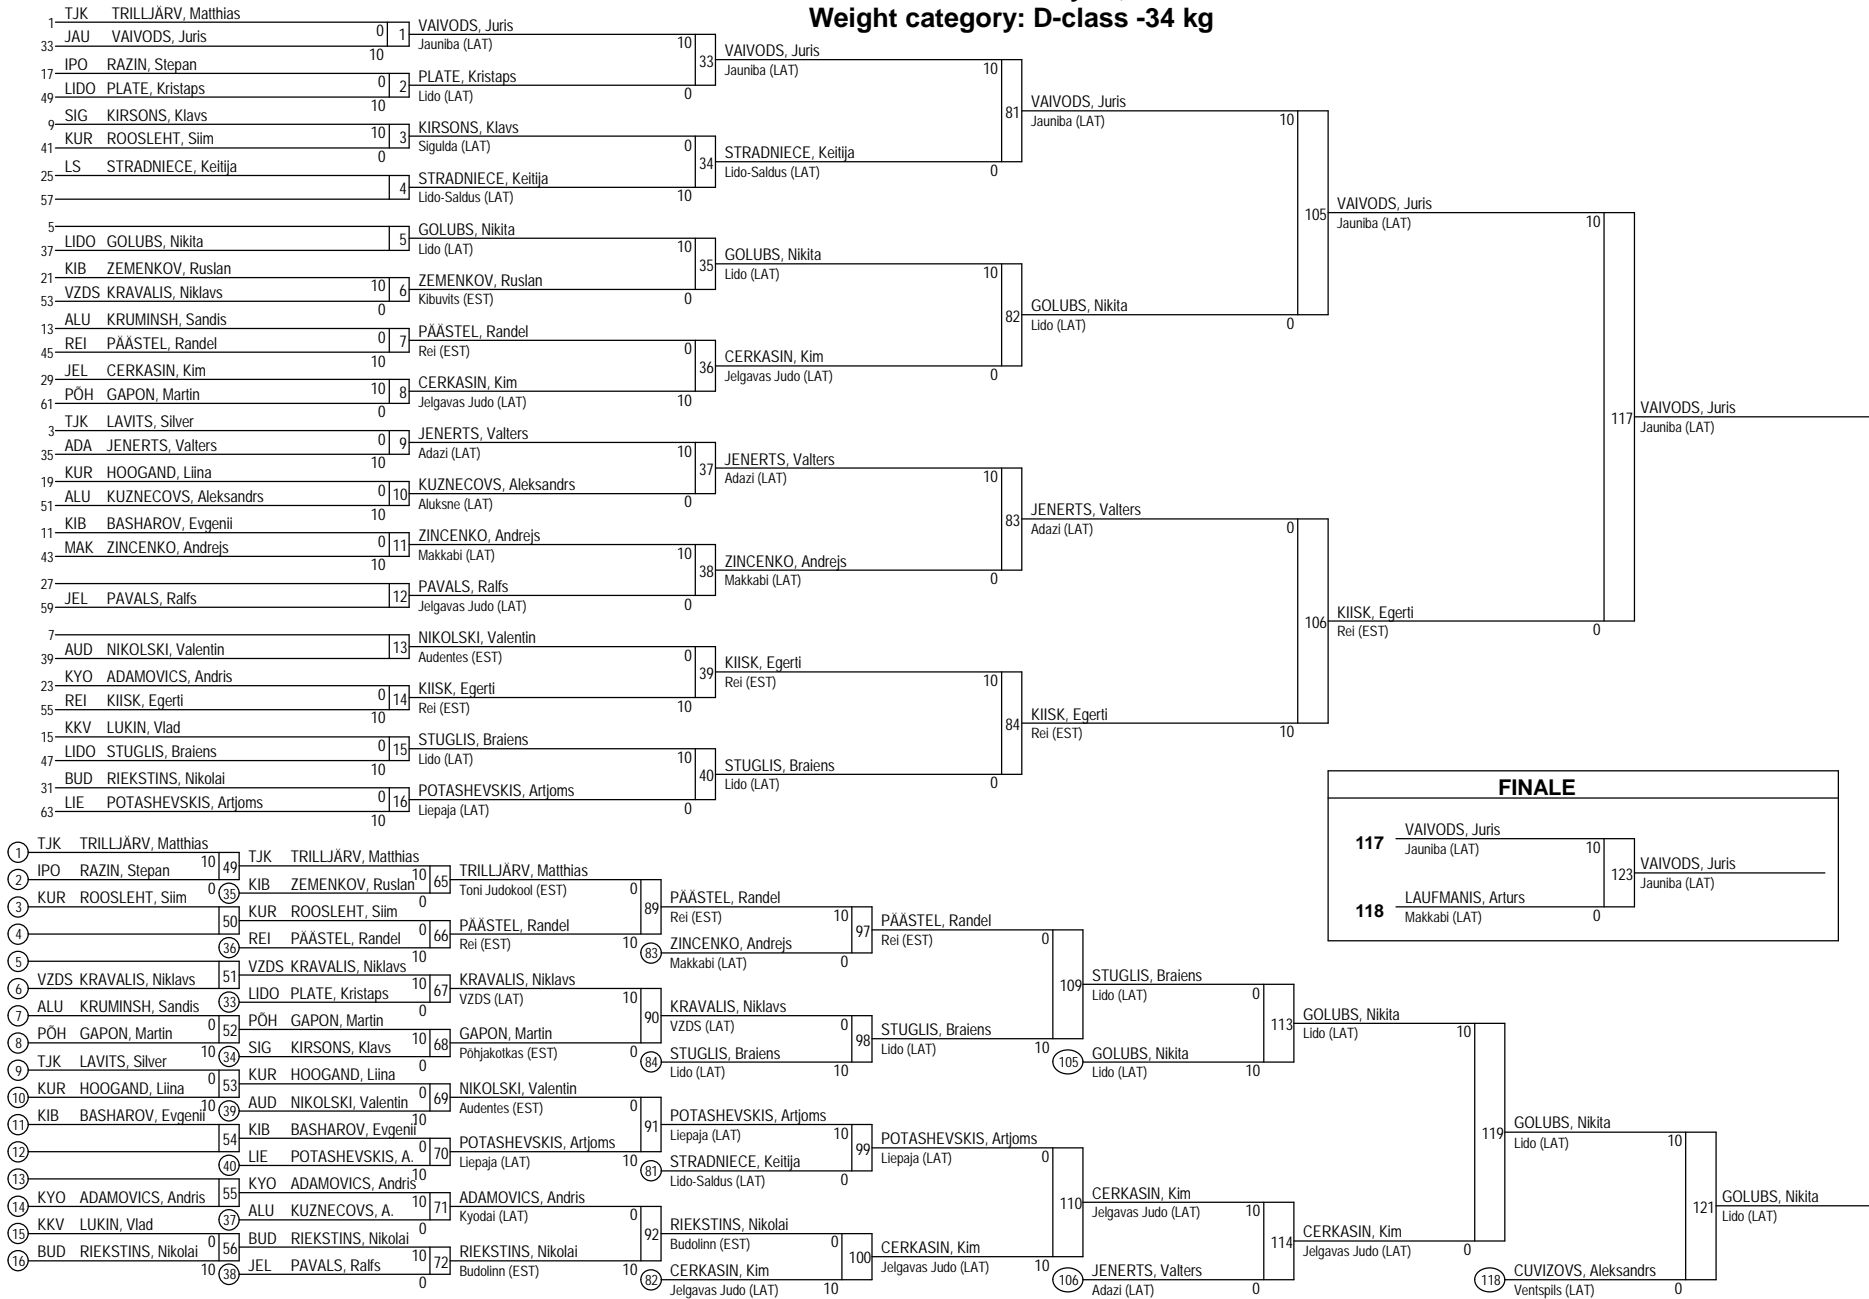 Weight category: D-class -34 kg
1 TJK TRILLJÄRV, Matthias 0
33 JAU VAIVODS, Juris 10
1 VAIVODS, Juris 10
Jauniba (LAT)
17 IPO RAZIN, Stepan 0
49 LIDO PLATE, Kristaps 10
2 PLATE, Kristaps 0
Lido (LAT)
33 VAIVODS, Juris 10
Jauniba (LAT)
9 SIG KIRSONS, Klavs 10
41 KUR ROOSLEHT, Siim 0
3 KIRSONS, Klavs 0
Sigulda (LAT)
25 LS STRADNIECE, Keitija
57
4 STRADNIECE, Keitija 10
Lido-Saldus (LAT)
34 STRADNIECE, Keitija 0
Lido-Saldus (LAT)
81 VAIVODS, Juris 10
Jauniba (LAT)
5
37 LIDO GOLUBS, Nikita
5 GOLUBS, Nikita 10
Lido (LAT)
21 KIB ZEMENKOV, Ruslan 10
53 VZDS KRAVALIS, Niklavs 0
6 ZEMENKOV, Ruslan 0
Kibuvits (EST)
35 GOLUBS, Nikita 10
Lido (LAT)
13 ALU KRUMINSH, Sandis 0
45 REI PÄÄSTEL, Randel 10
7 PÄÄSTEL, Randel 0
Rei (EST)
29 JEL CERKASIN, Kim 10
61 PÕH GAPON, Martin 0
8 CERKASIN, Kim 10
Jelgavas Judo (LAT)
36 CERKASIN, Kim 0
Jelgavas Judo (LAT)
82 GOLUBS, Nikita 0
Lido (LAT)
105 VAIVODS, Juris 10
Jauniba (LAT)
3 TJK LAVITS, Silver 0
35 ADA JENERTS, Valters 10
9 JENERTS, Valters 10
Adazi (LAT)
19 KUR HOOGAND, Liina 0
51 ALU KUZNECOVS, Aleksandrs 10
10 KUZNECOVS, Aleksandrs 0
Aluksne (LAT)
37 JENERTS, Valters 10
Adazi (LAT)
11 KIB BASHAROV, Evgenii 0
43 MAK ZINCENKO, Andrejs 10
11 ZINCENKO, Andrejs 10
Makkabi (LAT)
27
59 JEL PAVALS, Ralfs
12 PAVALS, Ralfs 0
Jelgavas Judo (LAT)
38 ZINCENKO, Andrejs 0
Makkabi (LAT)
83 JENERTS, Valters 0
Adazi (LAT)
7
39 AUD NIKOLSKI, Valentin
13 NIKOLSKI, Valentin 0
Audentes (EST)
23 KYO ADAMOVICS, Andris 0
55 REI KIISK, Egerti 10
14 KIISK, Egerti 10
Rei (EST)
39 KIISK, Egerti 10
Rei (EST)
15 KKV LUKIN, Vlad 0
47 LIDO STUGLIS, Braiens 10
15 STUGLIS, Braiens 10
Lido (LAT)
31 BUD RIEKSTINS, Nikolai 0
63 LIE POTASHEVSKIS, Artjoms 10
16 POTASHEVSKIS, Artjoms 0
Liepaja (LAT)
40 STUGLIS, Braiens 0
Lido (LAT)
84 KIISK, Egerti 10
Rei (EST)
106 KIISK, Egerti 0
Rei (EST)
117 VAIVODS, Juris
Jauniba (LAT)
FINALE
117 VAIVODS, Juris 10
Jauniba (LAT)
118 LAUFMANIS, Arturs 0
Makkabi (LAT)
123 VAIVODS, Juris
Jauniba (LAT)
1 TJK TRILLJÄRV, Matthias 10
2 IPO RAZIN, Stepan 0
49 TJK TRILLJÄRV, Matthias 10
35 KIB ZEMENKOV, Ruslan 0
65 TRILLJÄRV, Matthias 0
Toni Judokool (EST)
3 KUR ROOSLEHT, Siim
4
50 KUR ROOSLEHT, Siim 0
36 REI PÄÄSTEL, Randel 10
66 PÄÄSTEL, Randel 10
Rei (EST)
89 PÄÄSTEL, Randel 10
Rei (EST)
83 ZINCENKO, Andrejs 0
Makkabi (LAT)
97 PÄÄSTEL, Randel 0
Rei (EST)
5
6 VZDS KRAVALIS, Niklavs
51 VZDS KRAVALIS, Niklavs 10
33 LIDO PLATE, Kristaps 0
67 KRAVALIS, Niklavs 10
VZDS (LAT)
7 ALU KRUMINSH, Sandis 0
8 PÕH GAPON, Martin 10
52 PÕH GAPON, Martin 10
34 SIG KIRSONS, Klavs 0
68 GAPON, Martin 0
Põhjakotkas (EST)
90 KRAVALIS, Niklavs 0
VZDS (LAT)
84 STUGLIS, Braiens 10
Lido (LAT)
98 STUGLIS, Braiens 10
Lido (LAT)
109 STUGLIS, Braiens 0
Lido (LAT)
105 GOLUBS, Nikita 10
Lido (LAT)
113 GOLUBS, Nikita 10
Lido (LAT)
9 TJK LAVITS, Silver 0
10 KUR HOOGAND, Liina 10
53 KUR HOOGAND, Liina 0
39 AUD NIKOLSKI, Valentin 10
69 NIKOLSKI, Valentin 0
Audentes (EST)
11 KIB BASHAROV, Evgenii
12
54 KIB BASHAROV, Evgenii 0
40 LIE POTASHEVSKIS, A. 10
70 POTASHEVSKIS, Artjoms 10
Liepaja (LAT)
91 POTASHEVSKIS, Artjoms 10
Liepaja (LAT)
81 STRADNIECE, Keitija 0
Lido-Saldus (LAT)
99 POTASHEVSKIS, Artjoms 0
Liepaja (LAT)
13
14 KYO ADAMOVICS, Andris
55 KYO ADAMOVICS, Andris 10
37 ALU KUZNECOVS, A. 0
71 ADAMOVICS, Andris 0
Kyodai (LAT)
15 KKV LUKIN, Vlad 0
16 BUD RIEKSTINS, Nikolai 10
56 BUD RIEKSTINS, Nikolai 10
38 JEL PAVALS, Ralfs 0
72 RIEKSTINS, Nikolai 10
Budolinn (EST)
92 RIEKSTINS, Nikolai 0
Budolinn (EST)
82 CERKASIN, Kim 10
Jelgavas Judo (LAT)
100 CERKASIN, Kim 10
Jelgavas Judo (LAT)
110 CERKASIN, Kim 10
Jelgavas Judo (LAT)
106 JENERTS, Valters 0
Adazi (LAT)
114 CERKASIN, Kim 0
Jelgavas Judo (LAT)
119 GOLUBS, Nikita 10
Lido (LAT)
118 CUVIZOVS, Aleksandrs 0
Ventspils (LAT)
121 GOLUBS, Nikita
Lido (LAT)